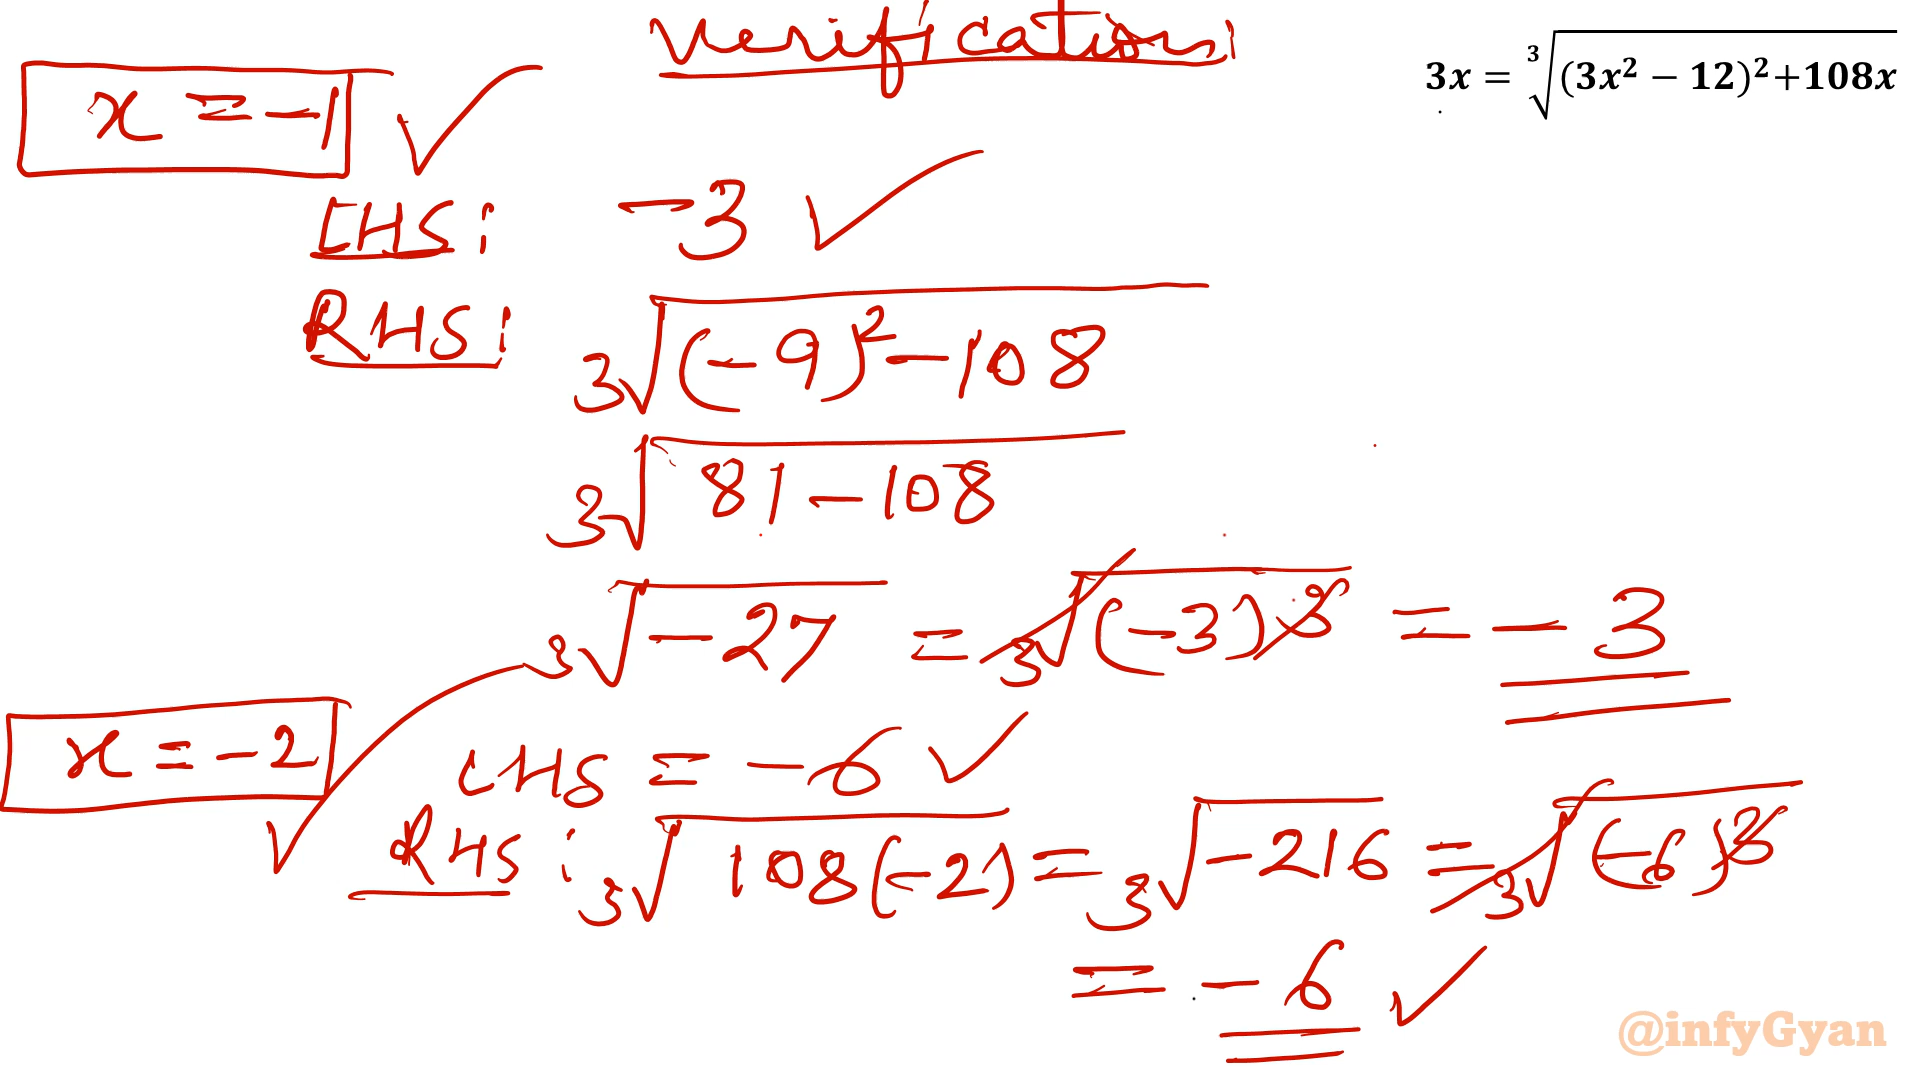 Verification:
3x = ∛((3x² − 12)²+108x)
x = -1 ✓
LHS: -3 ✓
RHS: ∛((-9)² - 108)
∛(81 - 108)
∛(-27) = ∛((-3)³) = -3
x = -2 ✓
LHS = -6 ✓
RHS: ∛(108(-2)) = ∛(-216) = ∛((-6)³)
= -6 ✓
@infyGyan